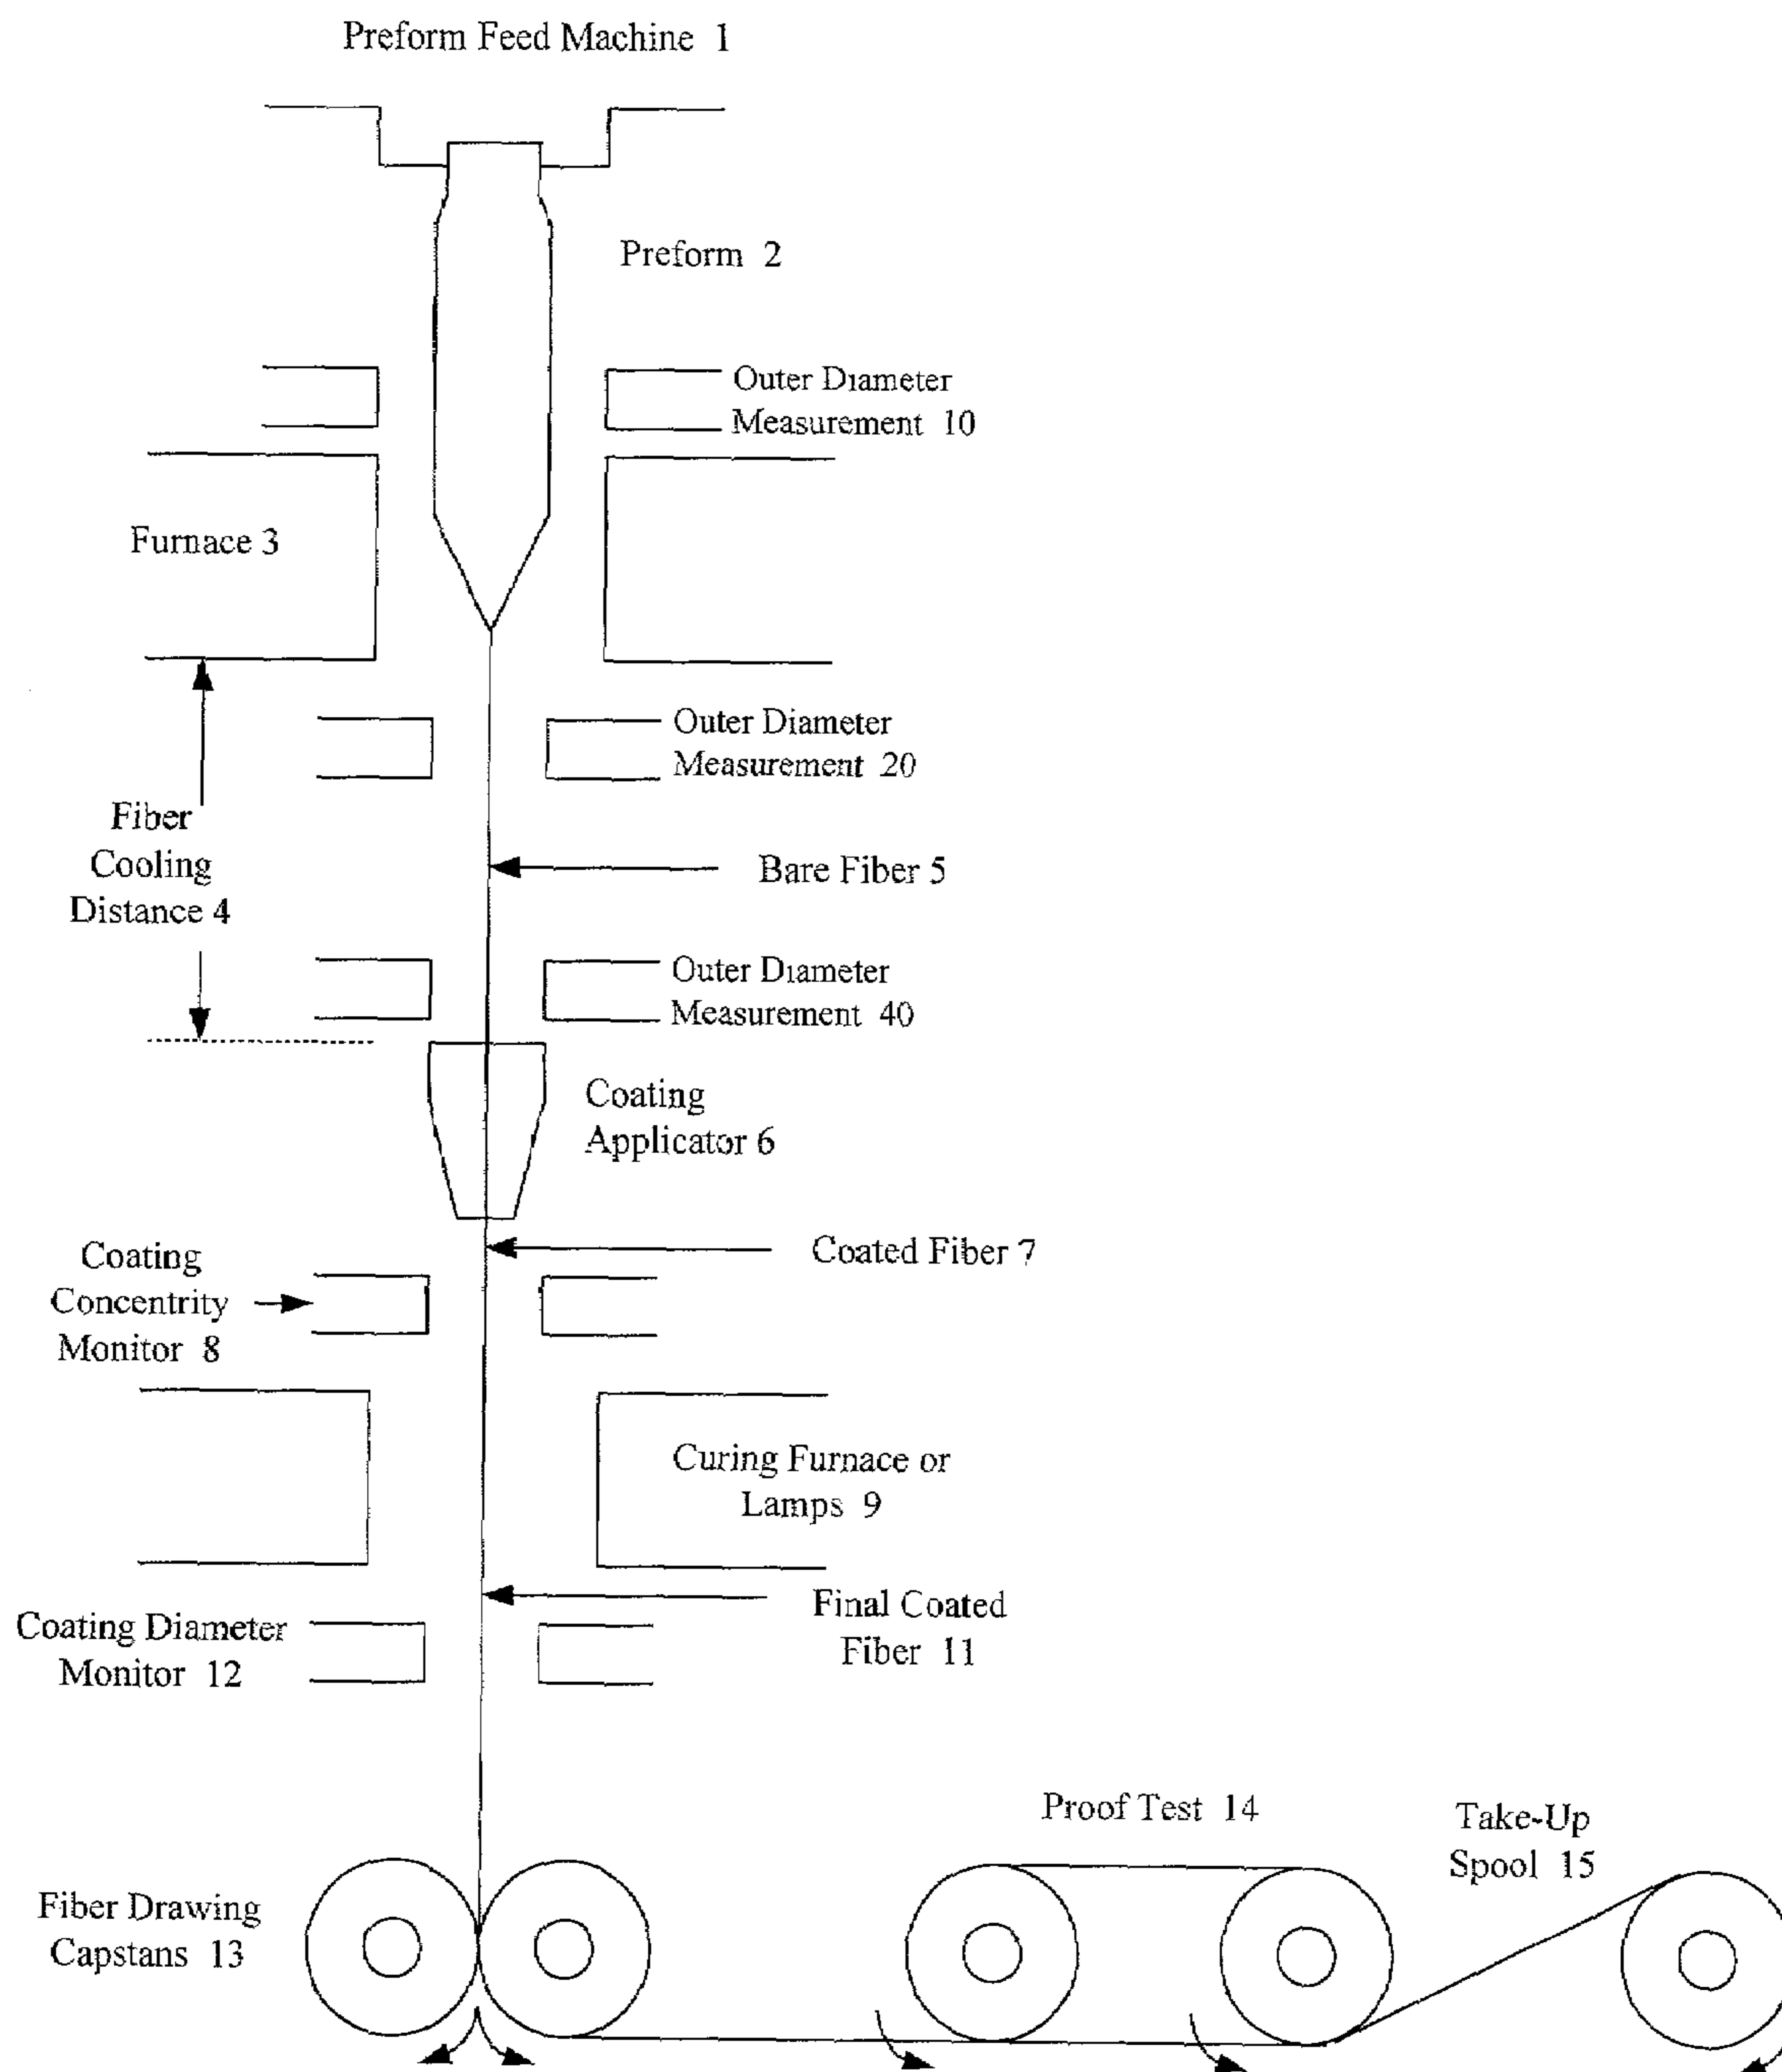 Preform Feed Machine 1
Preform 2
Outer Diameter
Measurement 10
Furnace 3
Outer Diameter
Measurement 20
Fiber
Cooling
Distance 4
Bare Fiber 5
Outer Diameter
Measurement 40
Coating
Applicator 6
Coated Fiber 7
Coating
Concentrity
Monitor 8
Curing Furnace or
Lamps 9
Final Coated
Fiber 11
Coating Diameter
Monitor 12
Proof Test 14
Take-Up
Spool 15
Fiber Drawing
Capstans 13